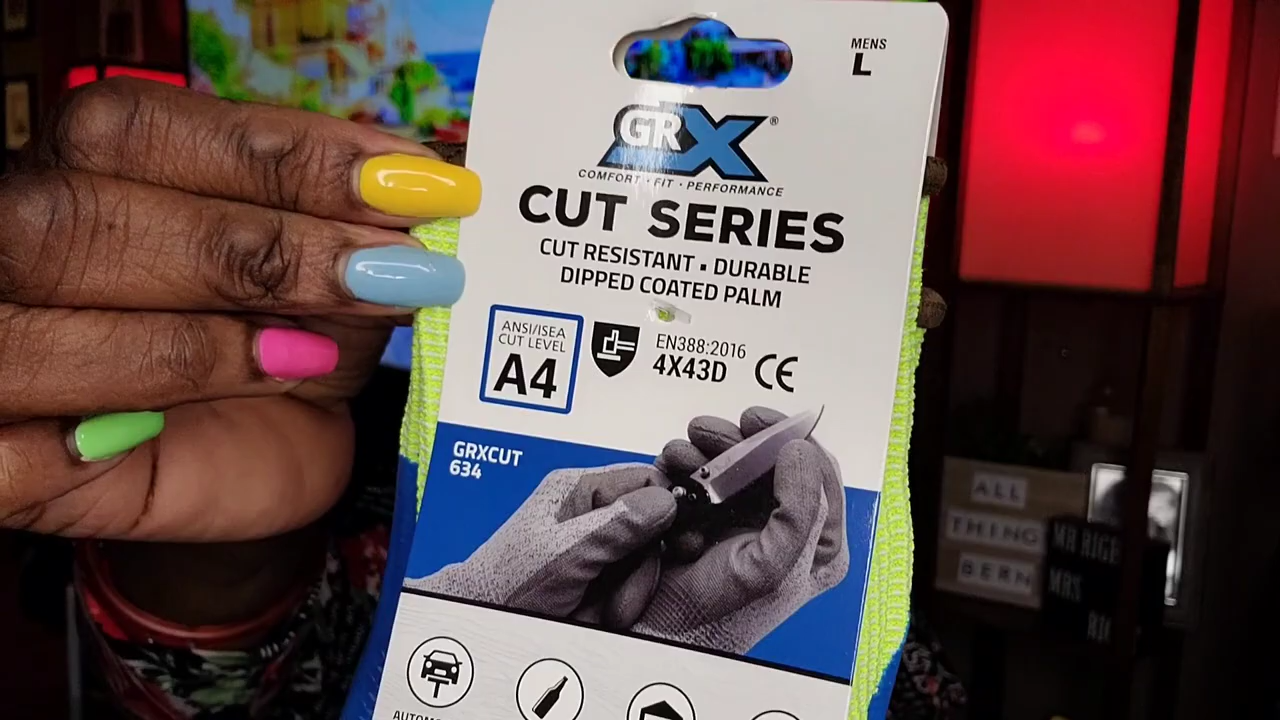 MENS
L
GRX®
COMFORT · FIT · PERFORMANCE
CUT SERIES
CUT RESISTANT ▪ DURABLE
DIPPED COATED PALM
ANSI/ISEA
CUT LEVEL
A4
EN388:2016
4X43D
CE
GRXCUT
634
ALL
THING
BERN
MRS